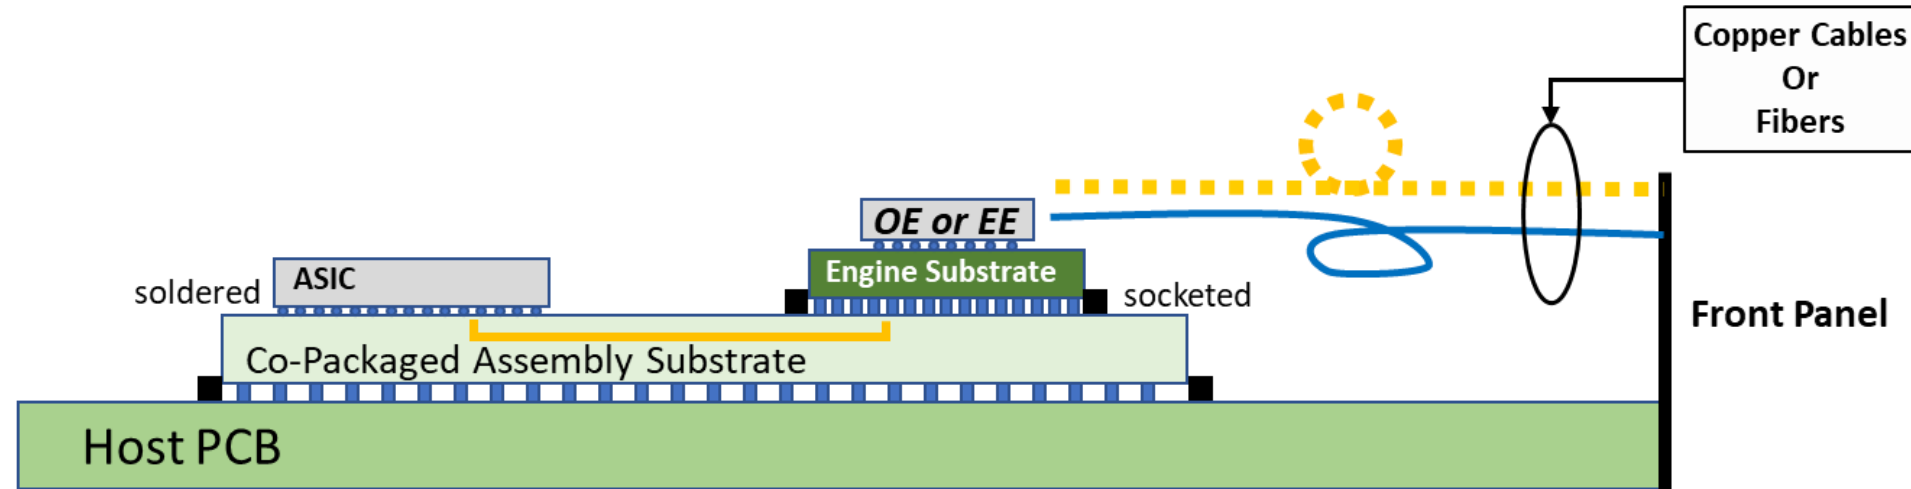 Copper Cables
Or
Fibers
OE or EE
Engine Substrate
ASIC
soldered
socketed
Front Panel
Co-Packaged Assembly Substrate
Host PCB